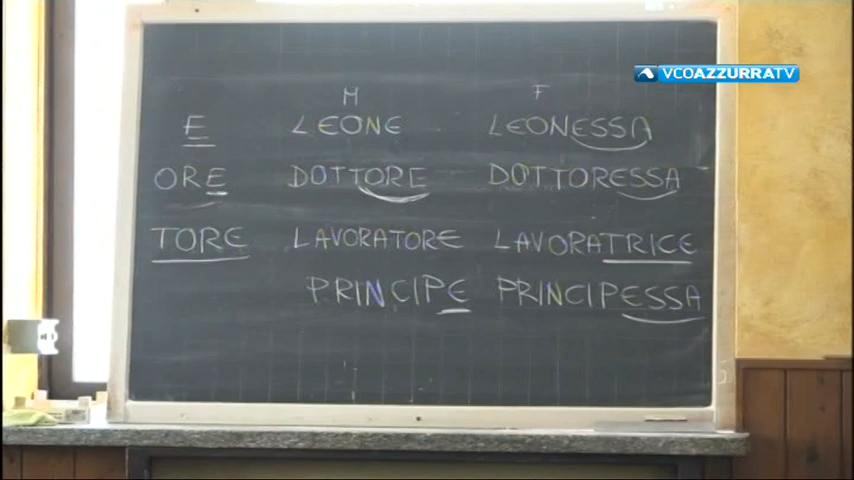 VCOAZZURRATV
M F
E LEONE LEONESSA
ORE DOTTORE DOTTORESSA
TORE LAVORATORE LAVORATRICE
PRINCIPE PRINCIPESSA